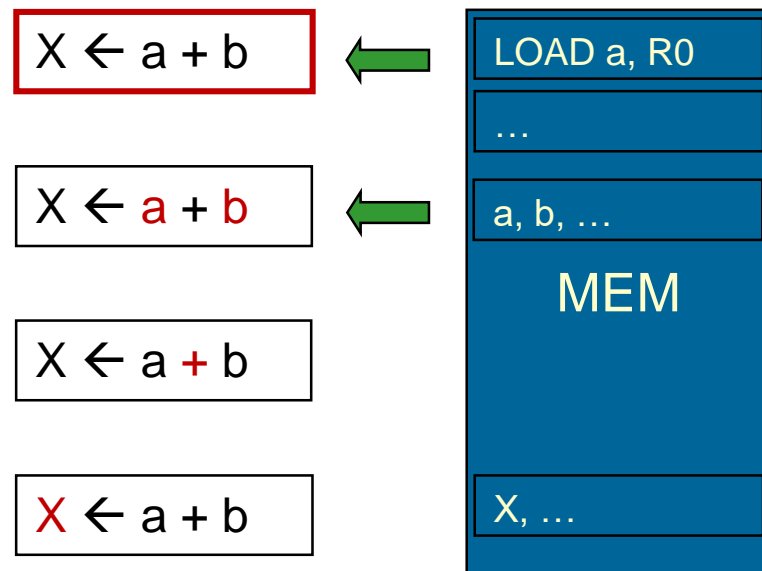 X ← a + b
LOAD a, R0
…
X ← a + b
a, b, …
MEM
X ← a + b
X ← a + b
X, …